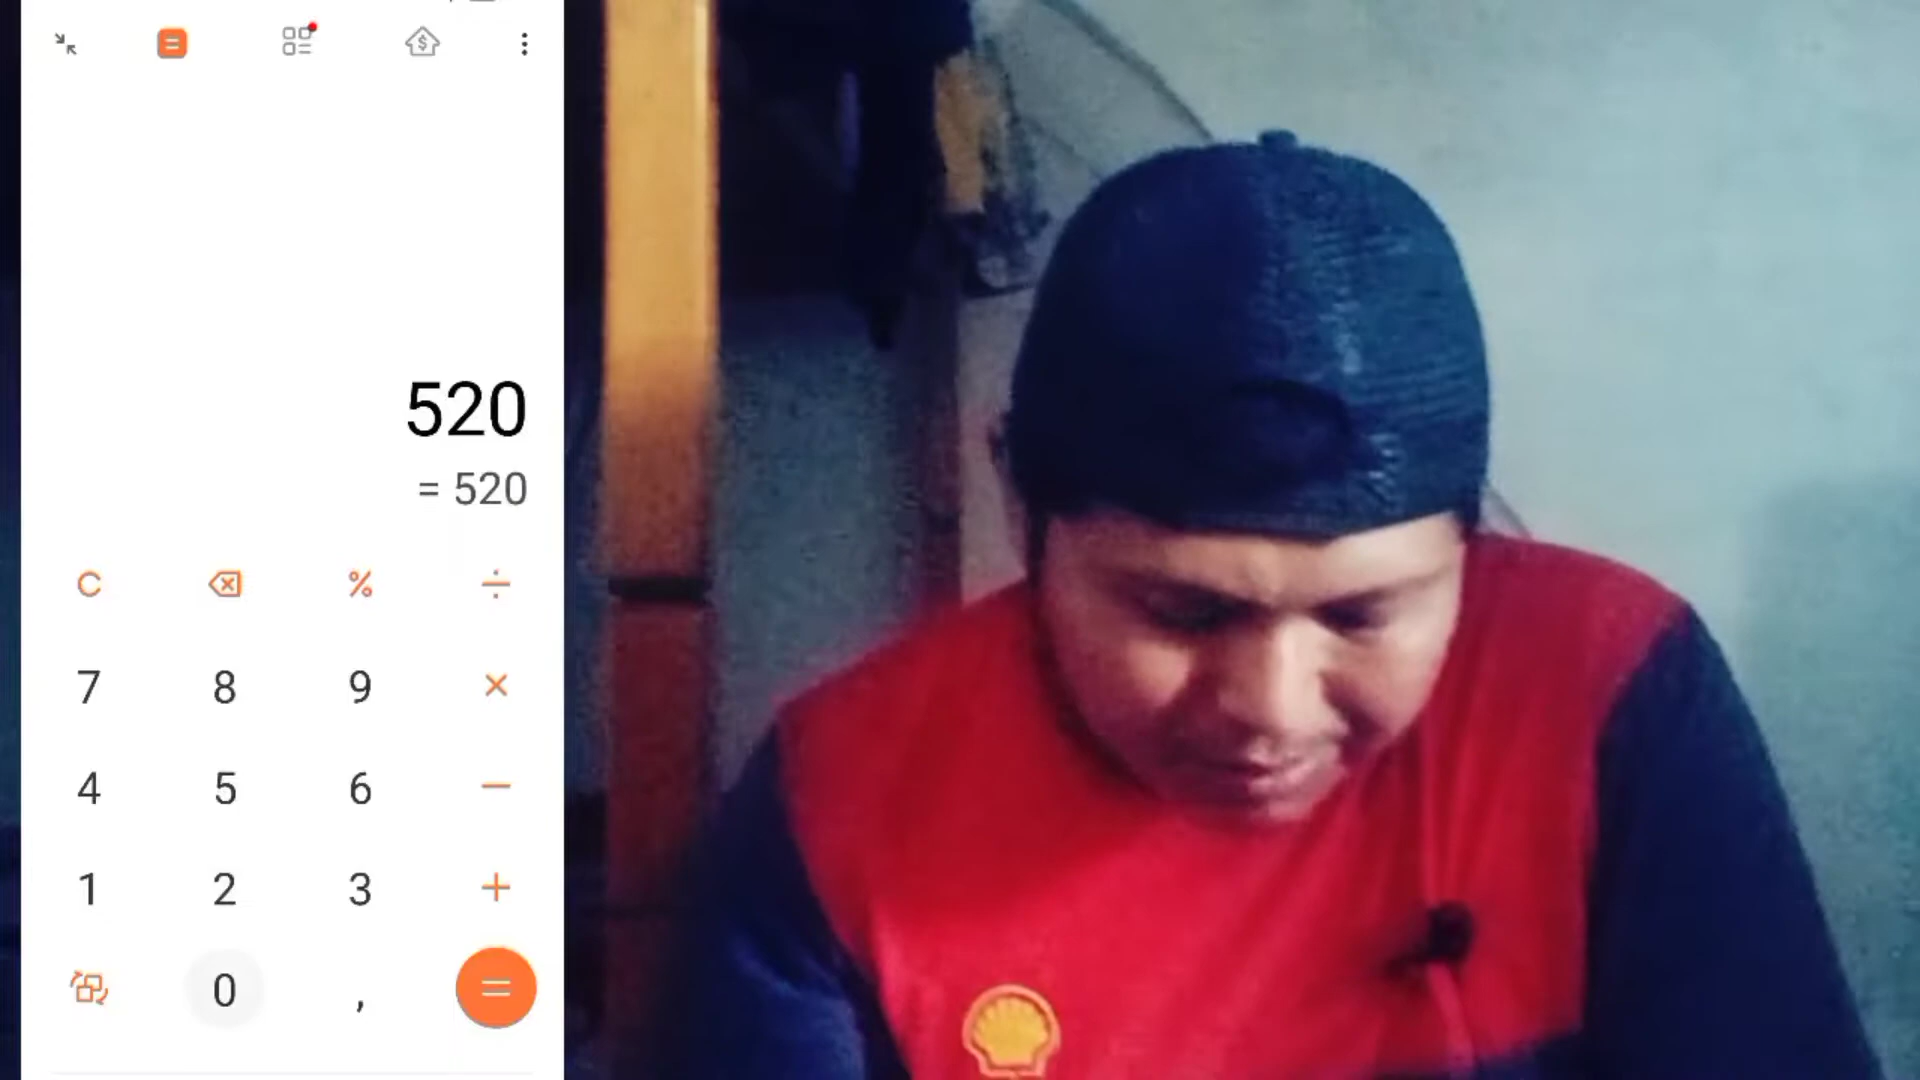 520
= 520
C % ÷
7 8 9 ×
4 5 6 −
1 2 3 +
0 , =